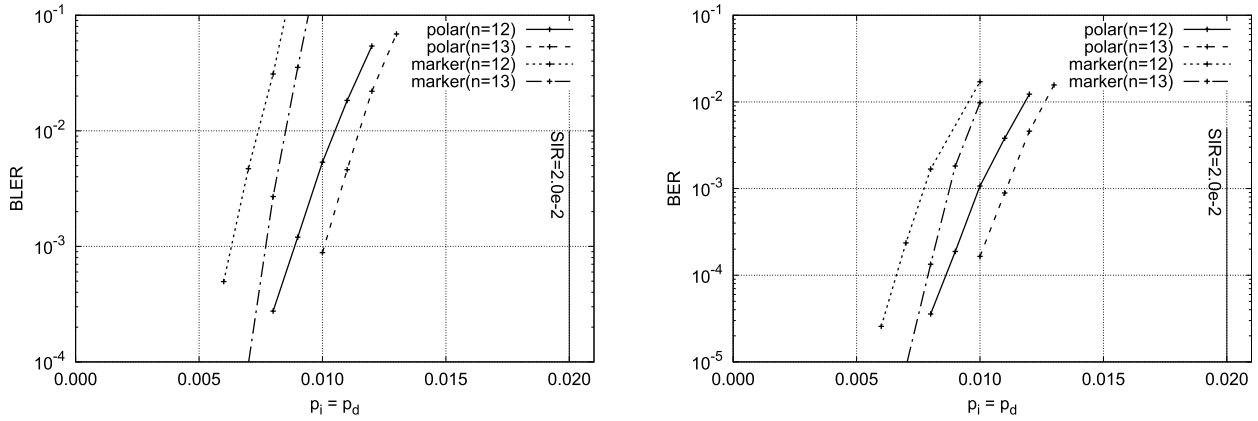 10⁻¹
10⁻²
10⁻³
10⁻⁴
BLER
0.000
0.005
0.010
0.015
0.020
pᵢ = p_d
polar(n=12)
polar(n=13)
marker(n=12)
marker(n=13)
SIR=2.0e-2
10⁻¹
10⁻²
10⁻³
10⁻⁴
10⁻⁵
BER
0.000
0.005
0.010
0.015
0.020
pᵢ = p_d
polar(n=12)
polar(n=13)
marker(n=12)
marker(n=13)
SIR=2.0e-2